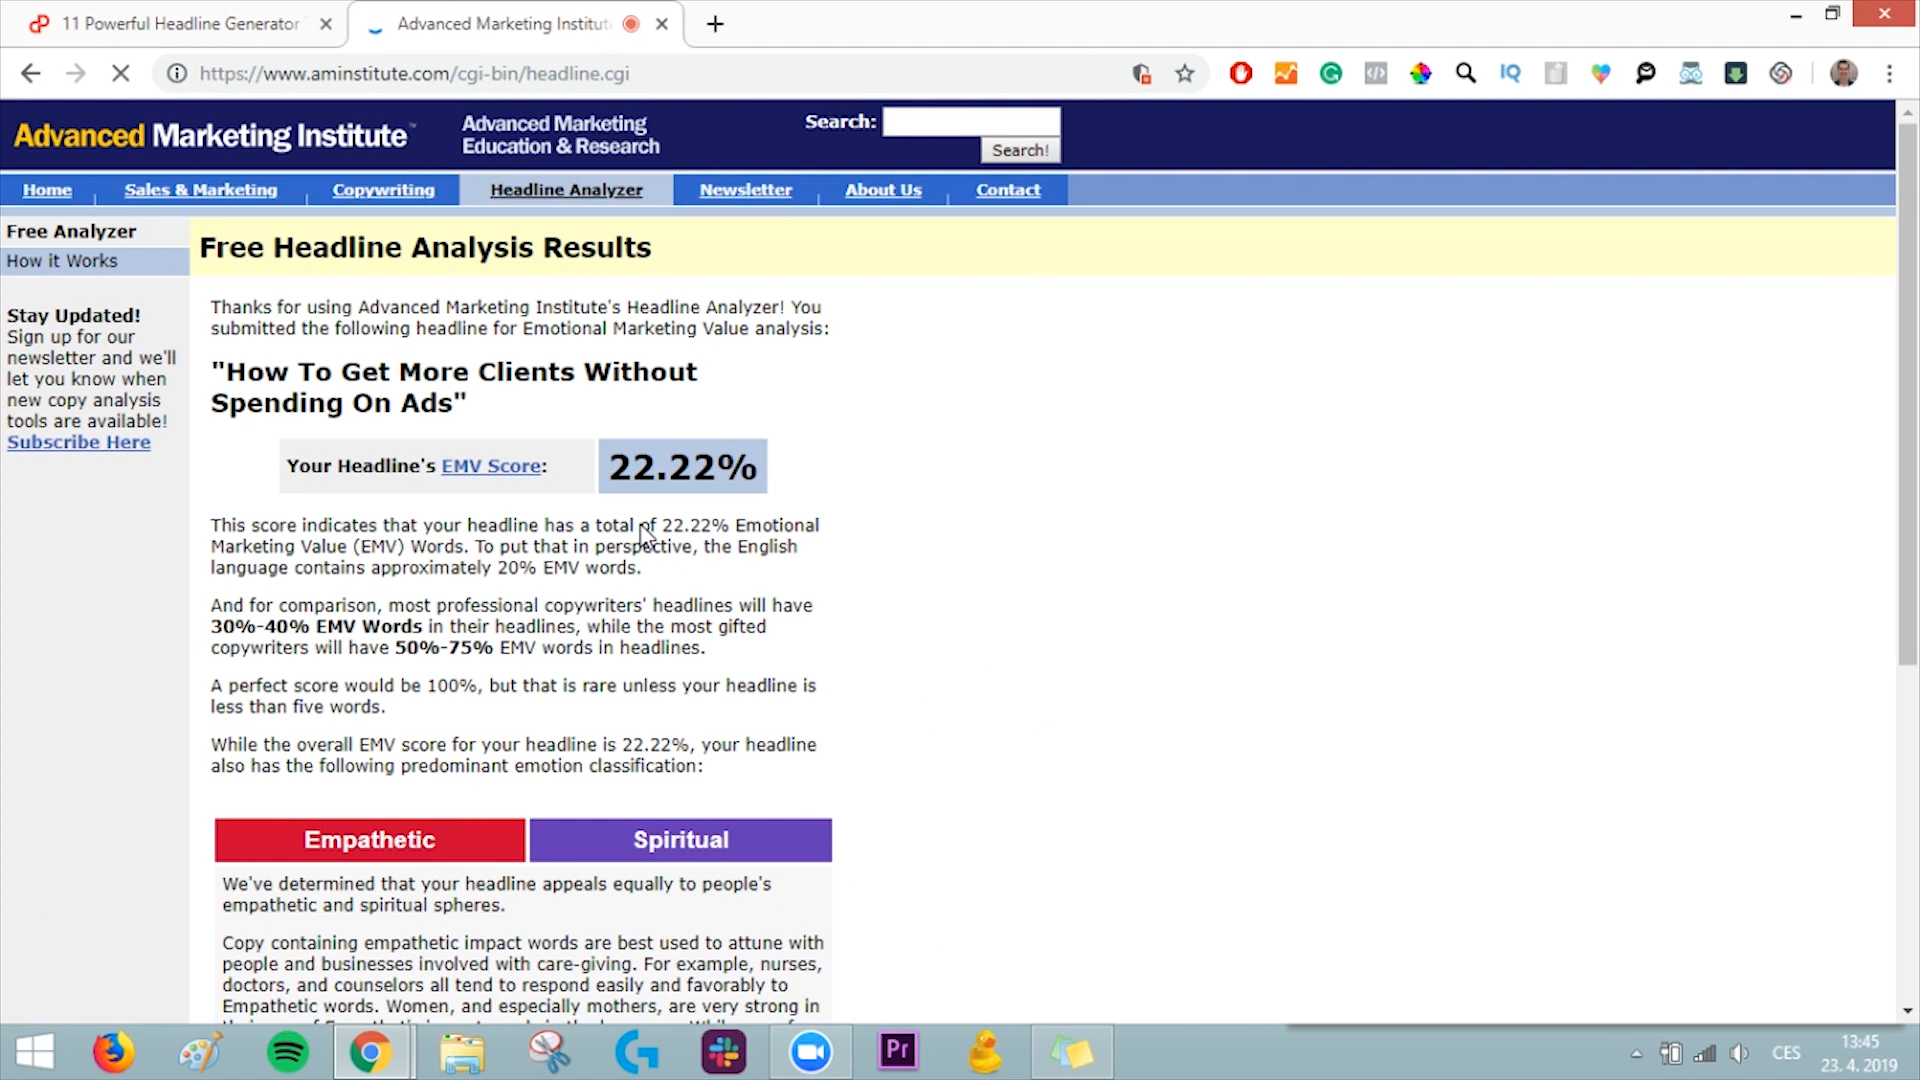 11 Powerful Headline Generator
Advanced Marketing Institut
https://www.aminstitute.com/cgi-bin/headline.cgi
IQ
Advanced Marketing Institute
Advanced Marketing
Education & Research
Search:
Search!
Home
Sales & Marketing
Copywriting
Headline Analyzer
Newsletter
About Us
Contact
Free Analyzer
How it Works
Stay Updated!
Sign up for our
newsletter and we'll
let you know when
new copy analysis
tools are available!
Subscribe Here
Free Headline Analysis Results
Thanks for using Advanced Marketing Institute's Headline Analyzer! You
submitted the following headline for Emotional Marketing Value analysis:
"How To Get More Clients Without
Spending On Ads"
Your Headline's EMV Score:
22.22%
This score indicates that your headline has a total of 22.22% Emotional
Marketing Value (EMV) Words. To put that in perspective, the English
language contains approximately 20% EMV words.
And for comparison, most professional copywriters' headlines will have
30%-40% EMV Words in their headlines, while the most gifted
copywriters will have 50%-75% EMV words in headlines.
A perfect score would be 100%, but that is rare unless your headline is
less than five words.
While the overall EMV score for your headline is 22.22%, your headline
also has the following predominant emotion classification:
Empathetic
Spiritual
We've determined that your headline appeals equally to people's
empathetic and spiritual spheres.
Copy containing empathetic impact words are best used to attune with
people and businesses involved with care-giving. For example, nurses,
doctors, and counselors all tend to respond easily and favorably to
Empathetic words. Women, and especially mothers, are very strong in
Pr
CES
13:45
23. 4. 2019